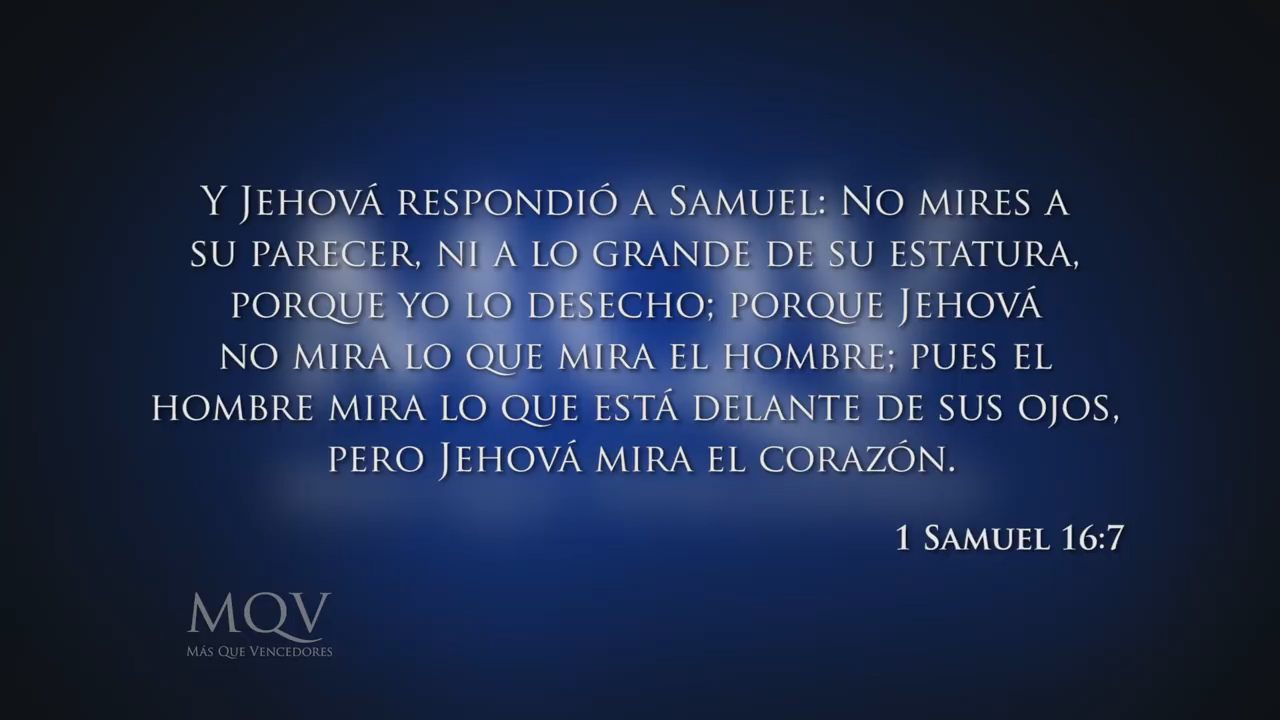 Y Jehová respondió a Samuel: No mires a
su parecer, ni a lo grande de su estatura,
porque yo lo desecho; porque Jehová
no mira lo que mira el hombre; pues el
hombre mira lo que está delante de sus ojos,
pero Jehová mira el corazón.
1 Samuel 16:7
MQV
Más Que Vencedores